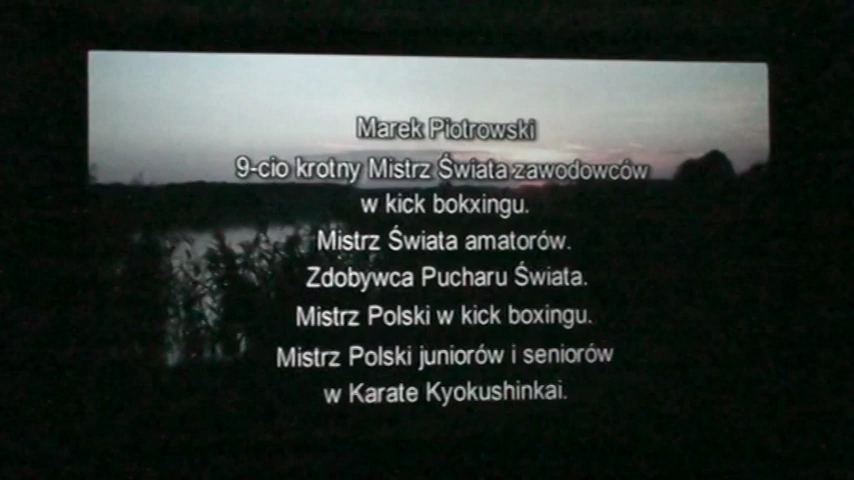 Marek Piotrowski
9-cio krotny Mistrz Świata zawodowców
w kick bokxingu.
Mistrz Świata amatorów.
Zdobywca Pucharu Świata.
Mistrz Polski w kick boxingu.
Mistrz Polski juniorów i seniorów
w Karate Kyokushinkai.